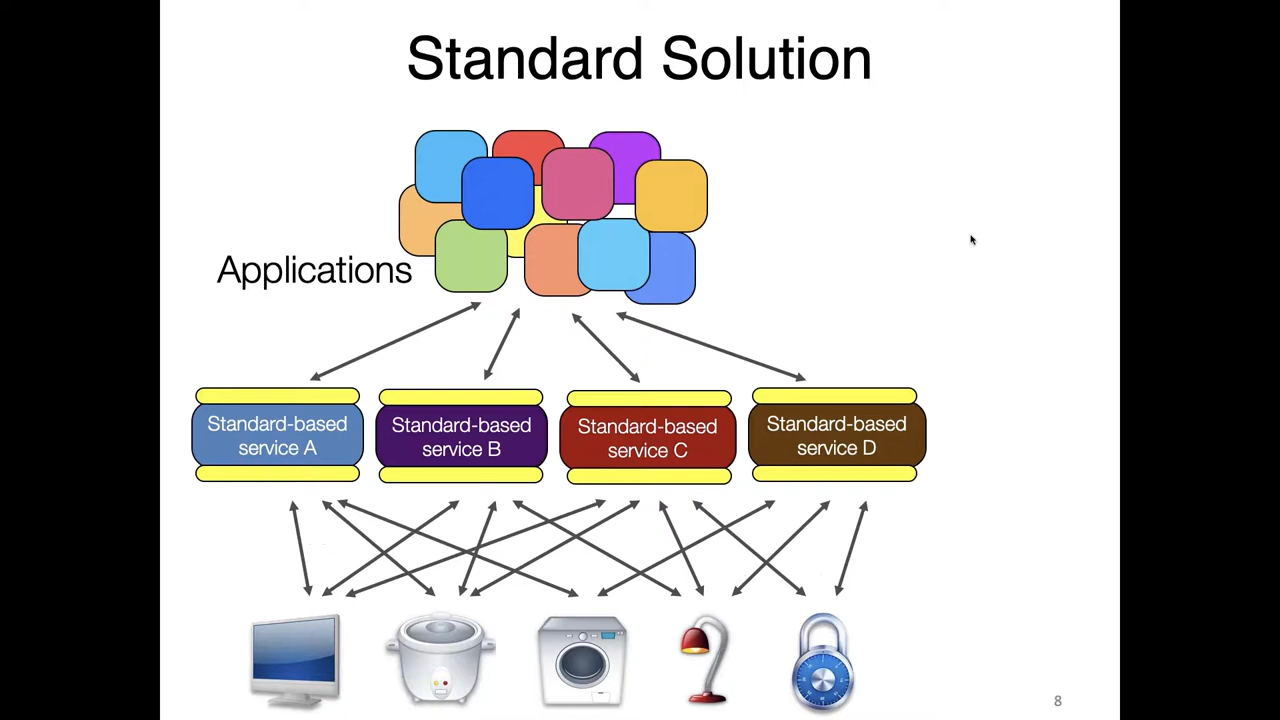 Standard Solution
Applications
Standard-based
service A
Standard-based
service B
Standard-based
service C
Standard-based
service D
8